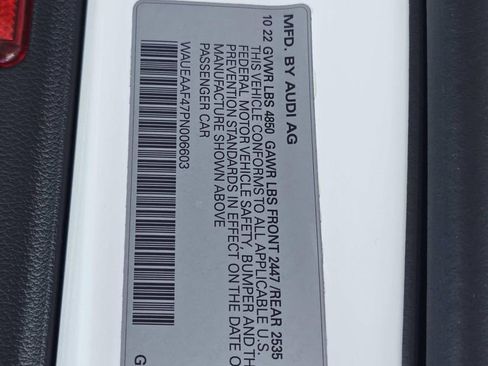 MFD. BY AUDI AG
10 22 GVWR LBS 4850 GAWR LBS FRONT 2447 /REAR 2535
THIS VEHICLE CONFORMS TO ALL APPLICABLE U.S.
FEDERAL MOTOR VEHICLE SAFETY, BUMPER AND TH
PREVENTION STANDARDS IN EFFECT ON THE DATE O
MANUFACTURE SHOWN ABOVE
PASSENGER CAR
WAUEAAF47PN006603
G